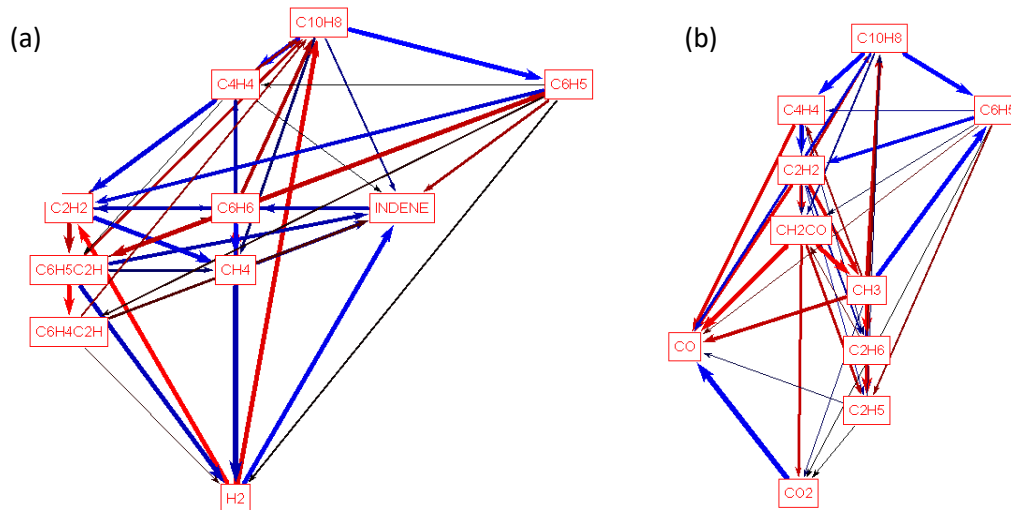 (a)
C10H8
C4H4
C6H5
C2H2
C6H6
INDENE
C6H5C2H
CH4
C6H4C2H
H2
(b)
C10H8
C4H4
C6H5
C2H2
CH2CO
CH3
CO
C2H6
C2H5
CO2